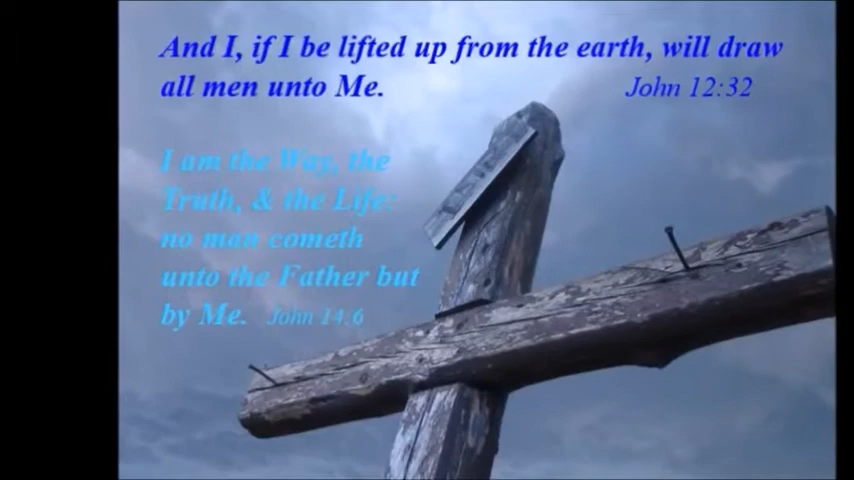 And I, if I be lifted up from the earth, will draw
all men unto Me. John 12:32
I am the Way, the
Truth, & the Life:
no man cometh
unto the Father but
by Me. John 14:6